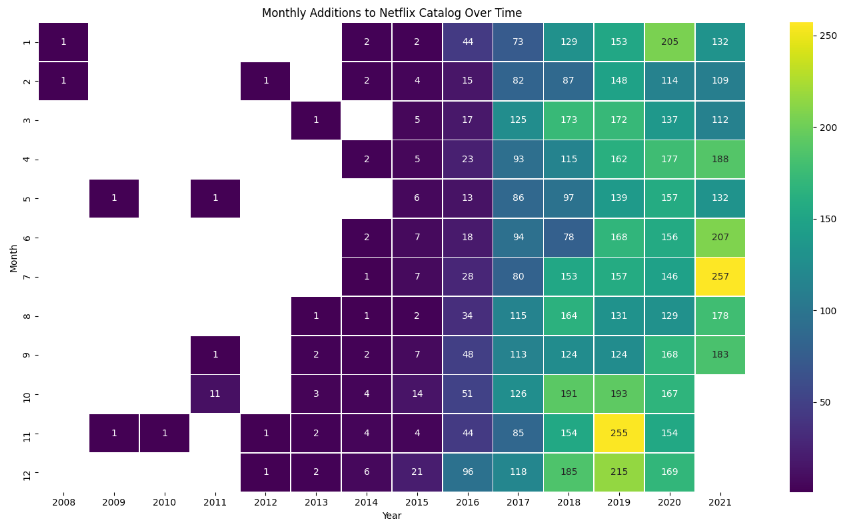 Monthly Additions to Netflix Catalog Over Time
1 1 2 2 44 73 129 153 205 132
2 1 1 2 4 15 82 87 148 114 109
3 1 5 17 125 173 172 137 112
4 2 5 23 93 115 162 177 188
5 1 1 6 13 86 97 139 157 132
6 2 7 18 94 78 168 156 207
7 1 7 28 80 153 157 146 257
8 1 1 2 34 115 164 131 129 178
9 1 2 2 7 48 113 124 124 168 183
10 11 3 4 14 51 126 191 193 167
11 1 1 1 2 4 4 44 85 154 255 154
12 1 2 6 21 96 118 185 215 169
2008 2009 2010 2011 2012 2013 2014 2015 2016 2017 2018 2019 2020 2021
Year
Month
250
200
150
100
50